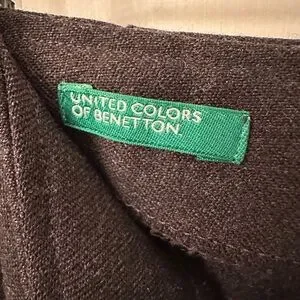 UNITED COLORS
OF BENETTON.